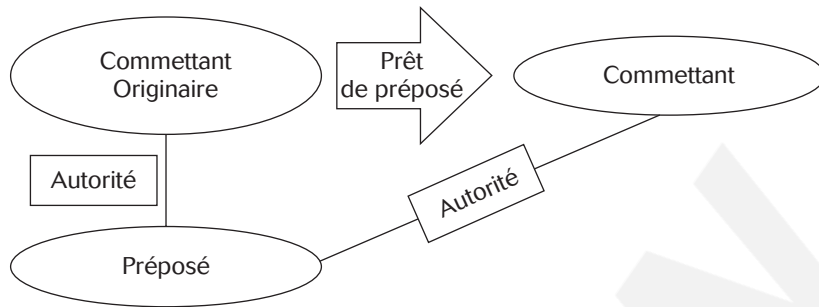 Commettant
Originaire
Prêt
de préposé
Commettant
Autorité
Autorité
Préposé